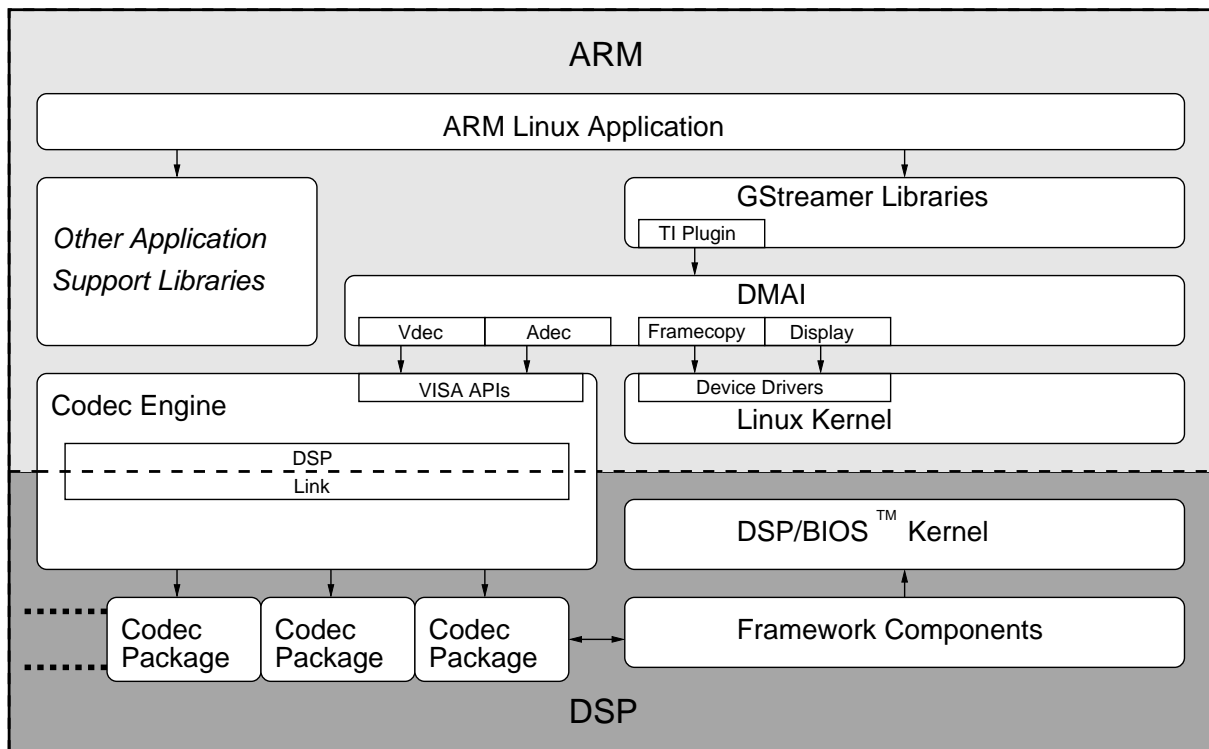 ARM
ARM Linux Application
Other Application
Support Libraries
GStreamer Libraries
TI Plugin
DMAI
Vdec
Adec
Framecopy
Display
Codec Engine
VISA APIs
Device Drivers
Linux Kernel
DSP
Link
DSP/BIOS™ Kernel
Codec
Package
Codec
Package
Codec
Package
Framework Components
DSP